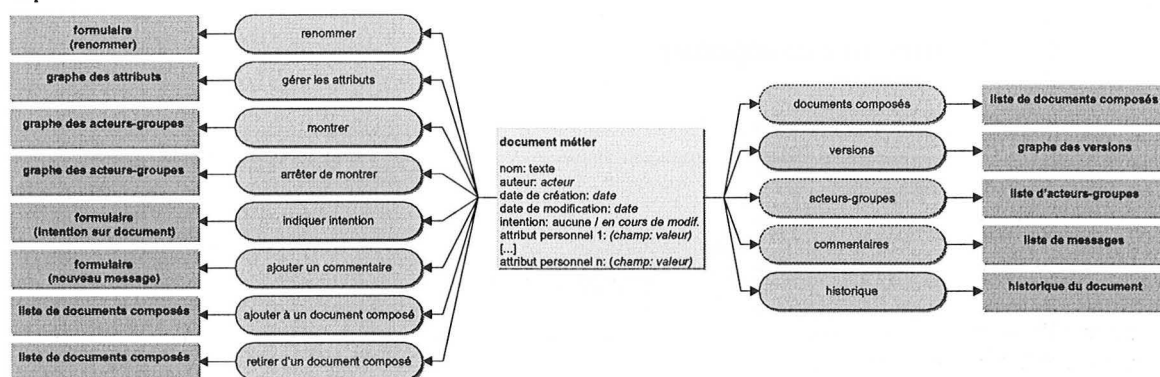 formulaire
(renommer)
renommer
graphe des attributs
gérer les attributs
graphe des acteurs-groupes
montrer
graphe des acteurs-groupes
arrêter de montrer
formulaire
(intention sur document)
indiquer intention
formulaire
(nouveau message)
ajouter un commentaire
liste de documents composés
ajouter à un document composé
liste de documents composés
retirer d'un document composé
document métier
nom: texte
auteur: acteur
date de création: date
date de modification: date
intention: aucune / en cours de modif.
attribut personnel 1: (champ: valeur)
[...]
attribut personnel n: (champ: valeur)
documents composés
liste de documents composés
versions
graphe des versions
acteurs-groupes
liste d'acteurs-groupes
commentaires
liste de messages
historique
historique du document